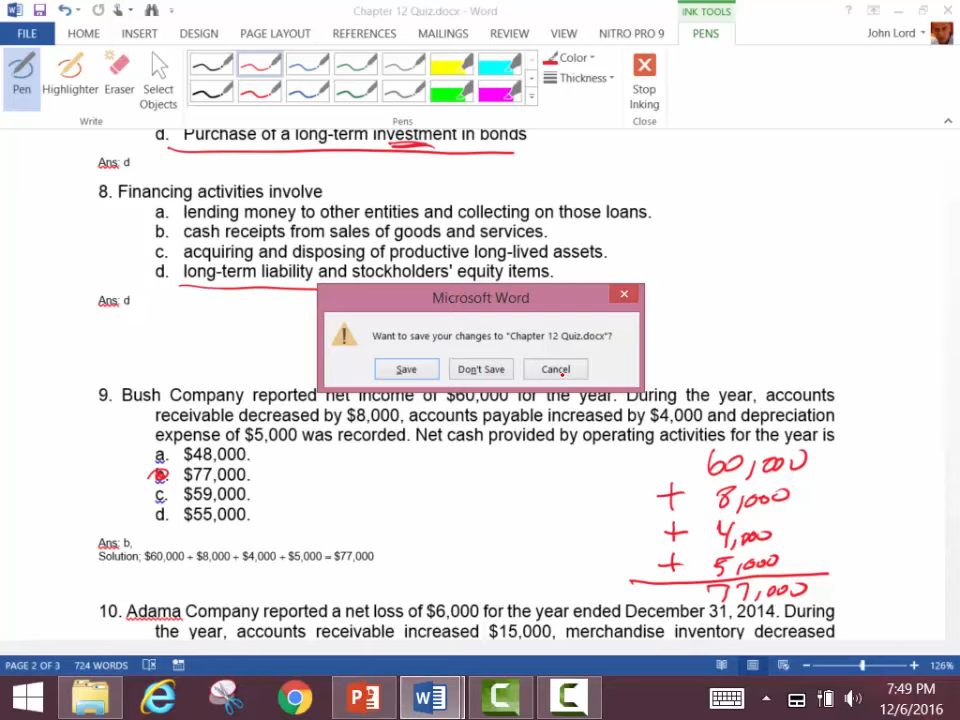 Chapter 12 Quiz.docx - Word
INK TOOLS
FILE
HOME
INSERT
DESIGN
PAGE LAYOUT
REFERENCES
MAILINGS
REVIEW
VIEW
NITRO PRO 9
PENS
John Lord
Pen
Highlighter
Eraser
Select Objects
Color
Thickness
Stop Inking
Write
Pens
Close
d. Purchase of a long-term investment in bonds
Ans: d
8. Financing activities involve
a. lending money to other entities and collecting on those loans.
b. cash receipts from sales of goods and services.
c. acquiring and disposing of productive long-lived assets.
d. long-term liability and stockholders' equity items.
Ans: d
Microsoft Word
Want to save your changes to "Chapter 12 Quiz.docx"?
Save
Don't Save
Cancel
9. Bush Company reported net income of $60,000 for the year. During the year, accounts
receivable decreased by $8,000, accounts payable increased by $4,000 and depreciation
expense of $5,000 was recorded. Net cash provided by operating activities for the year is
a. $48,000.
b. $77,000.
c. $59,000.
d. $55,000.
60,000
+ 8,000
+ 4,000
+ 5,000
77,000
Ans: b,
Solution; $60,000 + $8,000 + $4,000 + $5,000 = $77,000
10. Adama Company reported a net loss of $6,000 for the year ended December 31, 2014. During
the year, accounts receivable increased $15,000, merchandise inventory decreased
PAGE 2 OF 3
724 WORDS
126%
7:49 PM
12/6/2016